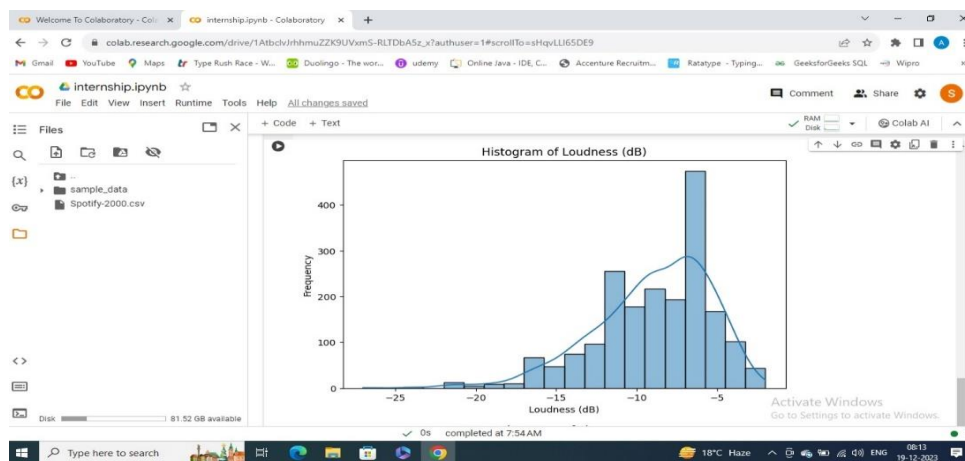 Welcome To Colaboratory - Col
internship.ipynb - Colaboratory
colab.research.google.com/drive/1AtbclvJrhhmuZZK9UVxmS-RLTDbA5z_x?authuser=1#scrollTo=sHqvLLI65DE9
Gmail YouTube Maps Type Rush Race - W... Duolingo - The wor... udemy Online Java - IDE, C... Accenture Recruitm... Ratatype - Typing... GeeksforGeeks SQL Wipro
internship.ipynb
Comment Share S
File Edit View Insert Runtime Tools Help All changes saved
Files
+ Code + Text
RAM
Disk
Colab AI
..
sample_data
Spotify-2000.csv
{x}
Histogram of Loudness (dB)
Frequency
400
300
200
100
0
−25 −20 −15 −10 −5
Loudness (dB)
Activate Windows
Go to Settings to activate Windows.
Disk 81.52 GB available
0s completed at 7:54 AM
Type here to search
18°C Haze
ENG
08:13
19-12-2023